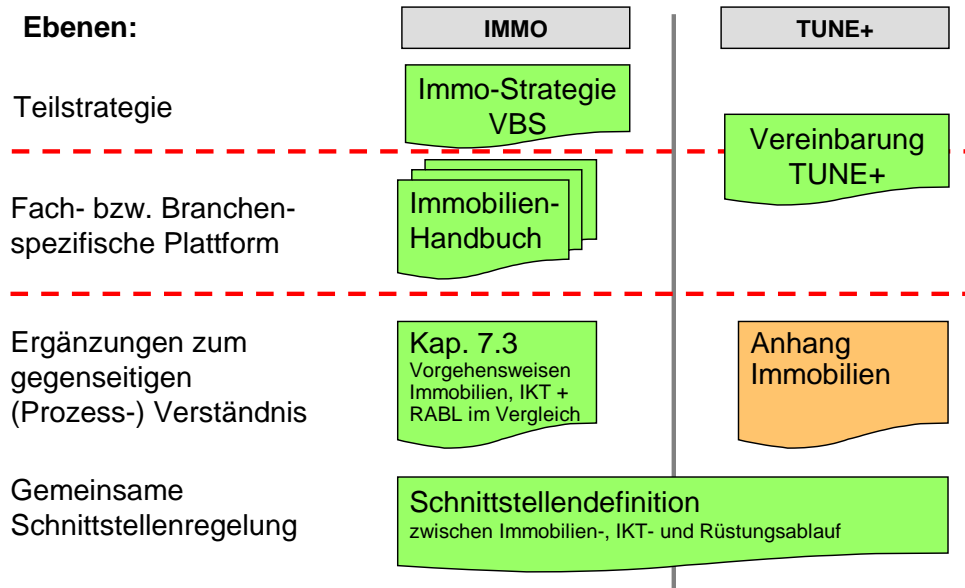 Ebenen:
IMMO
TUNE+
Teilstrategie
Immo-Strategie
VBS
Vereinbarung
TUNE+
Fach- bzw. Branchen-
spezifische Plattform
Immobilien-
Handbuch
Ergänzungen zum
gegenseitigen
(Prozess-) Verständnis
Kap. 7.3
Vorgehensweisen
Immobilien, IKT +
RABL im Vergleich
Anhang
Immobilien
Gemeinsame
Schnittstellenregelung
Schnittstellendefinition
zwischen Immobilien-, IKT- und Rüstungsablauf